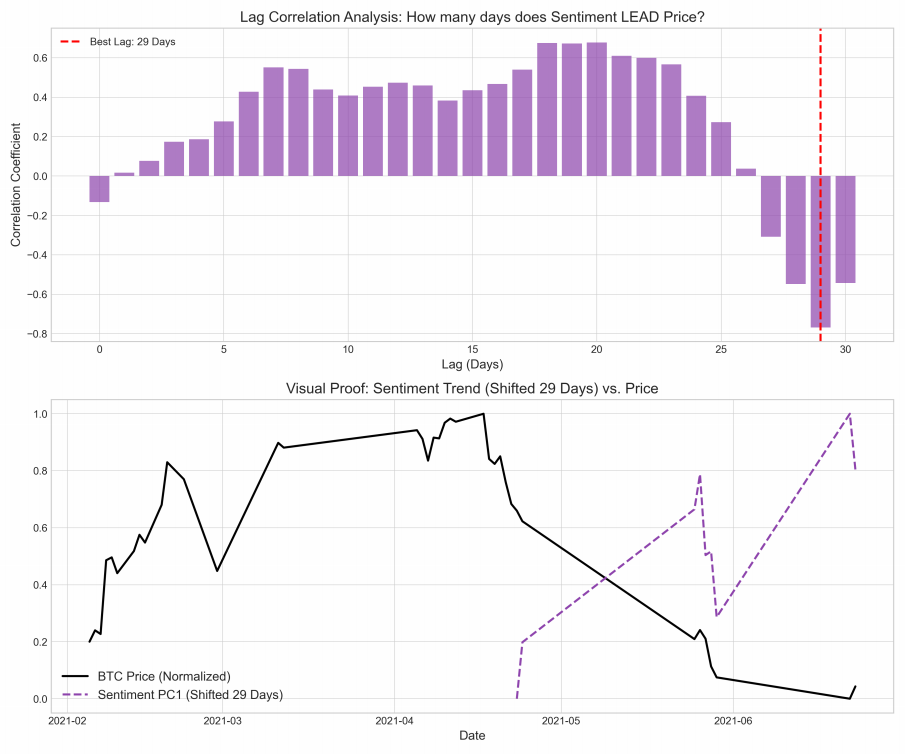 Lag Correlation Analysis: How many days does Sentiment LEAD Price?
Best Lag: 29 Days
Correlation Coefficient
0.6
0.4
0.2
0.0
−0.2
−0.4
−0.6
−0.8
0 5 10 15 20 25 30
Lag (Days)
Visual Proof: Sentiment Trend (Shifted 29 Days) vs. Price
1.0
0.8
0.6
0.4
0.2
0.0
BTC Price (Normalized)
Sentiment PC1 (Shifted 29 Days)
2021-02 2021-03 2021-04 2021-05 2021-06
Date